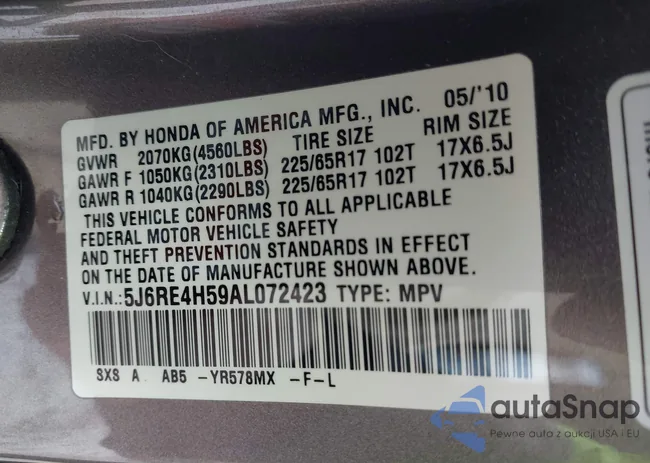 MFD. BY HONDA OF AMERICA MFG., INC. 05/'10
GVWR 2070KG(4560LBS) TIRE SIZE RIM SIZE
GAWR F 1050KG(2310LBS) 225/65R17 102T 17X6.5J
GAWR R 1040KG(2290LBS) 225/65R17 102T 17X6.5J
THIS VEHICLE CONFORMS TO ALL APPLICABLE
FEDERAL MOTOR VEHICLE SAFETY
AND THEFT PREVENTION STANDARDS IN EFFECT
ON THE DATE OF MANUFACTURE SHOWN ABOVE.
V.I.N.:5J6RE4H59AL072423 TYPE: MPV
SXS A AB5 -YR578MX -F-L
autaSnap
Pewne auta z aukcji USA i EU